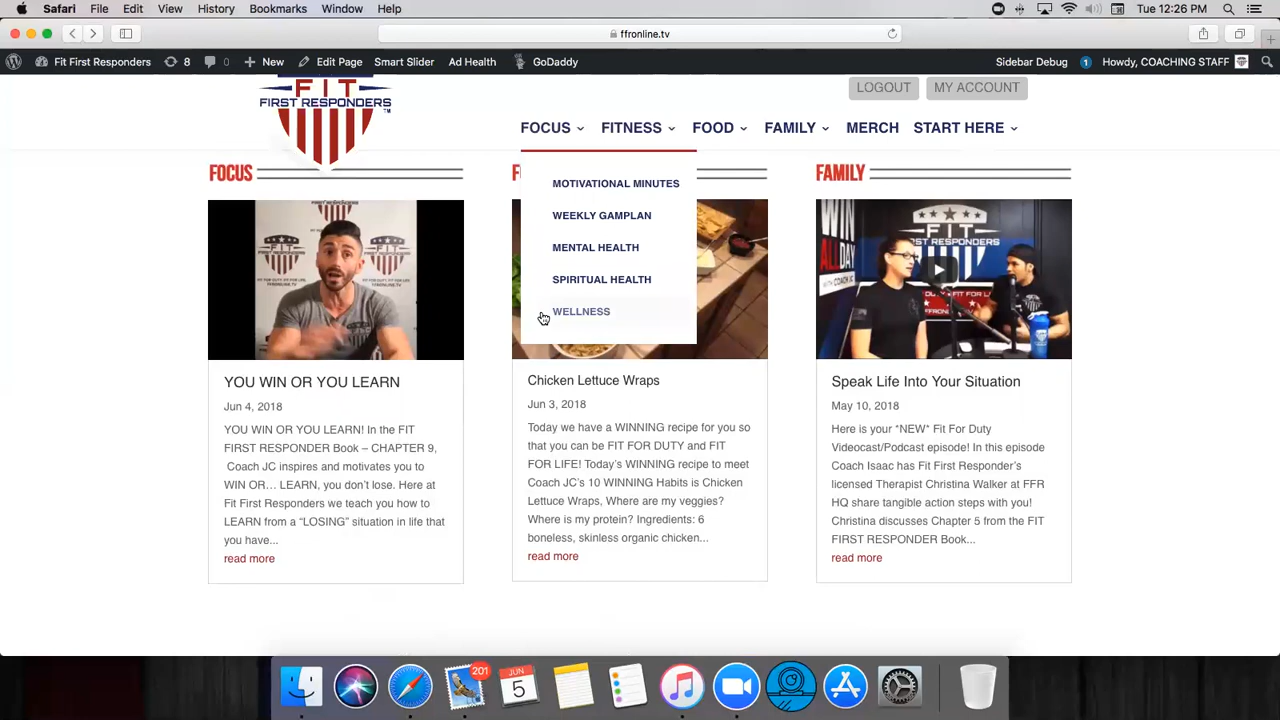 Safari File Edit View History Bookmarks Window Help Tue 12:26 PM
ffronline.tv
Fit First Responders 8 0 New Edit Page Smart Slider Ad Health GoDaddy Sidebar Debug 1 Howdy, COACHING STAFF
FIT
FIRST RESPONDERS
LOGOUT MY ACCOUNT
FOCUS FITNESS FOOD FAMILY MERCH START HERE
FOCUS
MOTIVATIONAL MINUTES
WEEKLY GAMPLAN
MENTAL HEALTH
SPIRITUAL HEALTH
WELLNESS
YOU WIN OR YOU LEARN
Jun 4, 2018
YOU WIN OR YOU LEARN! In the FIT
FIRST RESPONDER Book – CHAPTER 9,
Coach JC inspires and motivates you to
WIN OR… LEARN, you don't lose. Here at
Fit First Responders we teach you how to
LEARN from a “LOSING” situation in life that
you have...
read more
Chicken Lettuce Wraps
Jun 3, 2018
Today we have a WINNING recipe for you so
that you can be FIT FOR DUTY and FIT
FOR LIFE! Today's WINNING recipe to meet
Coach JC's 10 WINNING Habits is Chicken
Lettuce Wraps, Where are my veggies?
Where is my protein? Ingredients: 6
boneless, skinless organic chicken...
read more
FAMILY
WIN
ALL
DAY
FIT
FIRST RESPONDERS
Speak Life Into Your Situation
May 10, 2018
Here is your *NEW* Fit For Duty
Videocast/Podcast episode! In this episode
Coach Isaac has Fit First Responder's
licensed Therapist Christina Walker at FFR
HQ share tangible action steps with you!
Christina discusses Chapter 5 from the FIT
FIRST RESPONDER Book...
read more
201
JUN
5